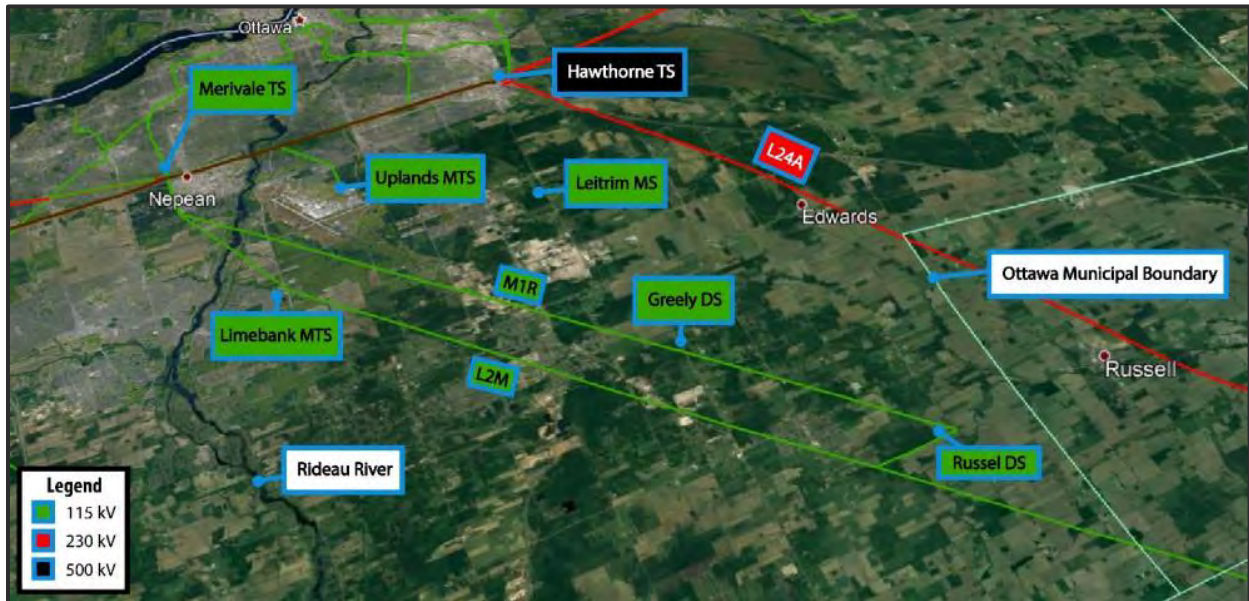 Ottawa
Hawthorne TS
Merivale TS
L24A
Uplands MTS
Leitrim MS
Nepean
Edwards
Ottawa Municipal Boundary
M1R
Greely DS
Limebank MTS
L2M
Russell
Russel DS
Rideau River
Legend
115 kV
230 kV
500 kV